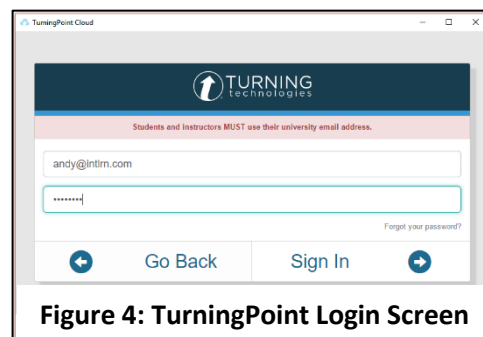 TurningPoint Cloud
TURNING
technologies
Students and instructors MUST use their university email address.
andy@intlrn.com
••••••••
Forgot your password?
Go Back Sign In
Figure 4: TurningPoint Login Screen